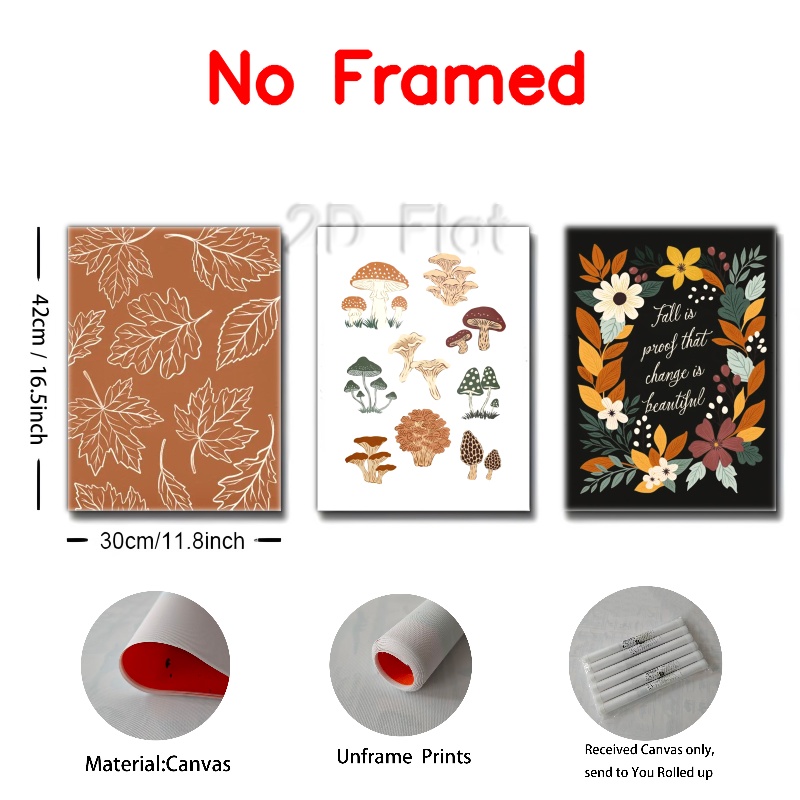 No Framed
2D Flat
42cm / 16.5inch
Fall is
proof that
change is
beautiful
30cm/11.8inch
Material:Canvas
Unframe Prints
Received Canvas only,
send to You Rolled up